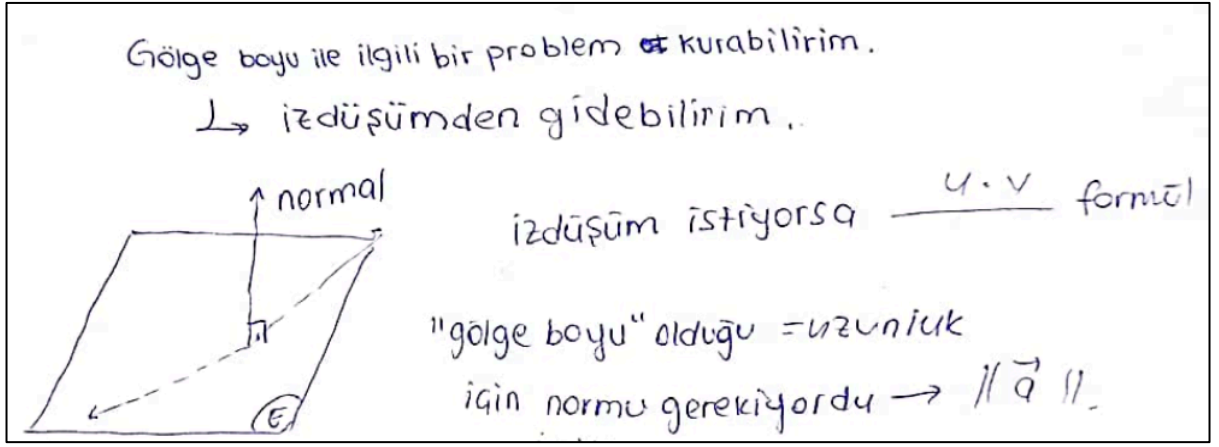 Gölge boyu ile ilgili bir problem kurabilirim.
↳ izdüşümden gidebilirim.
normal
izdüşüm istiyorsa u.v formül
"gölge boyu" olduğu = uzunluk
için normu gerekiyordu → || a⃗ ||.
E